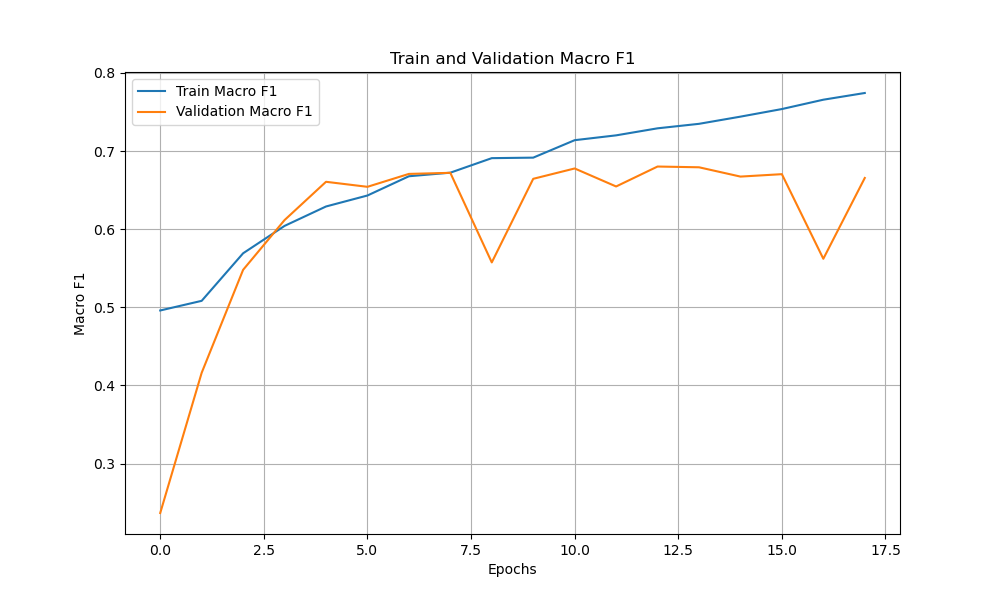 Train and Validation Macro F1
Train Macro F1
Validation Macro F1
0.8
0.7
0.6
0.5
0.4
0.3
Macro F1
0.0 2.5 5.0 7.5 10.0 12.5 15.0 17.5
Epochs